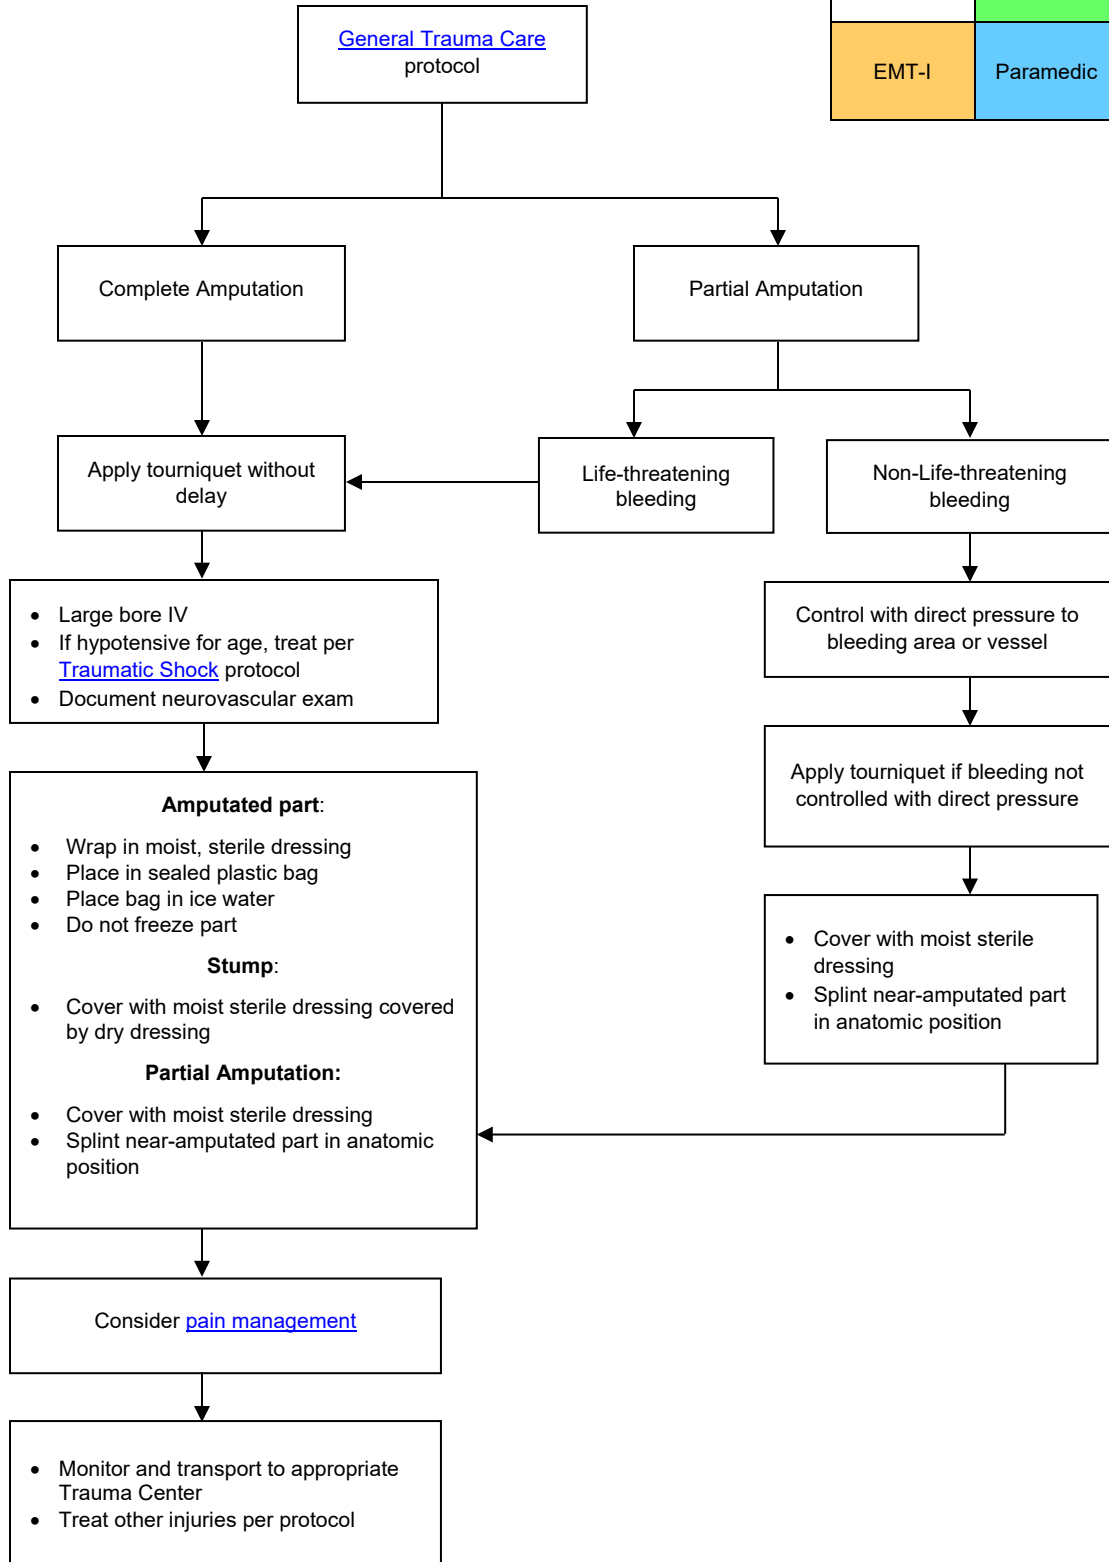 General Trauma Care
protocol
EMT-I
Paramedic
Complete Amputation
Partial Amputation
Apply tourniquet without
delay
Life-threatening
bleeding
Non-Life-threatening
bleeding
• Large bore IV
• If hypotensive for age, treat per
Traumatic Shock protocol
• Document neurovascular exam
Control with direct pressure to
bleeding area or vessel
Apply tourniquet if bleeding not
controlled with direct pressure
Amputated part:
• Wrap in moist, sterile dressing
• Place in sealed plastic bag
• Place bag in ice water
• Do not freeze part
Stump:
• Cover with moist sterile dressing covered
by dry dressing
Partial Amputation:
• Cover with moist sterile dressing
• Splint near-amputated part in anatomic
position
• Cover with moist sterile
dressing
• Splint near-amputated part
in anatomic position
Consider pain management
• Monitor and transport to appropriate
Trauma Center
• Treat other injuries per protocol